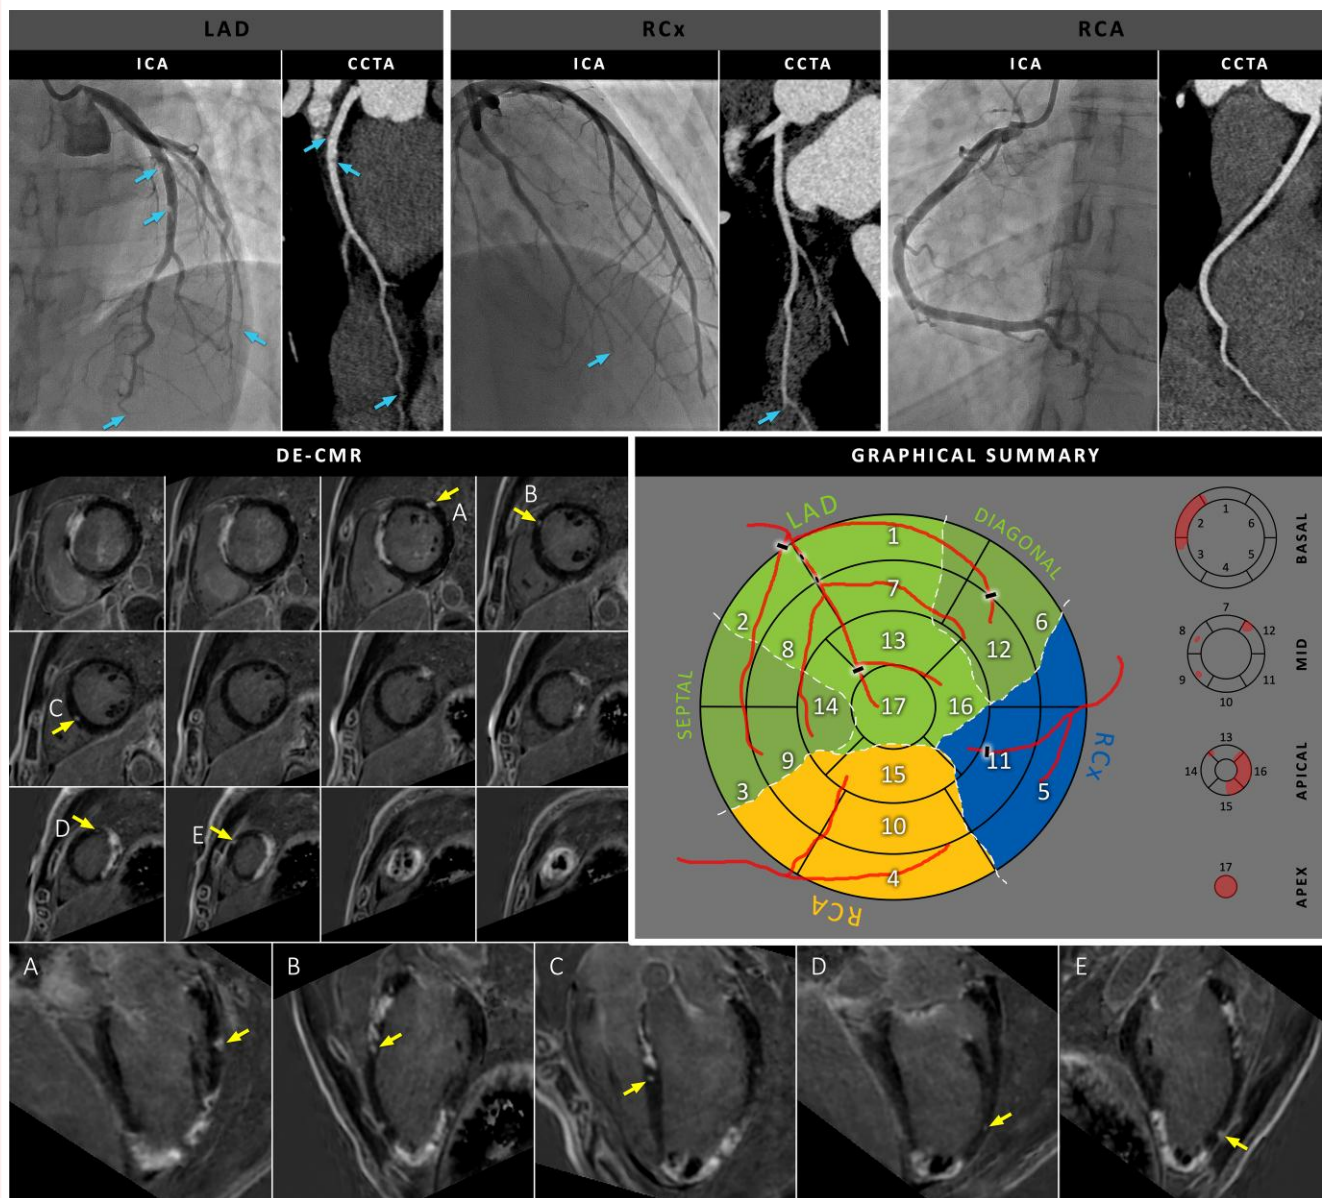 LAD
RCx
RCA
ICA
CCTA
ICA
CCTA
ICA
CCTA
DE-CMR
A
B
C
D
E
GRAPHICAL SUMMARY
LAD
DIAGONAL
SEPTAL
RCx
RCA
1
7
13
2
8
6
12
14
17
16
9
3
15
11
5
10
4
1
2
6
3
5
4
BASAL
7
8
12
9
11
10
MID
13
14
16
15
APICAL
17
APEX
A
B
C
D
E